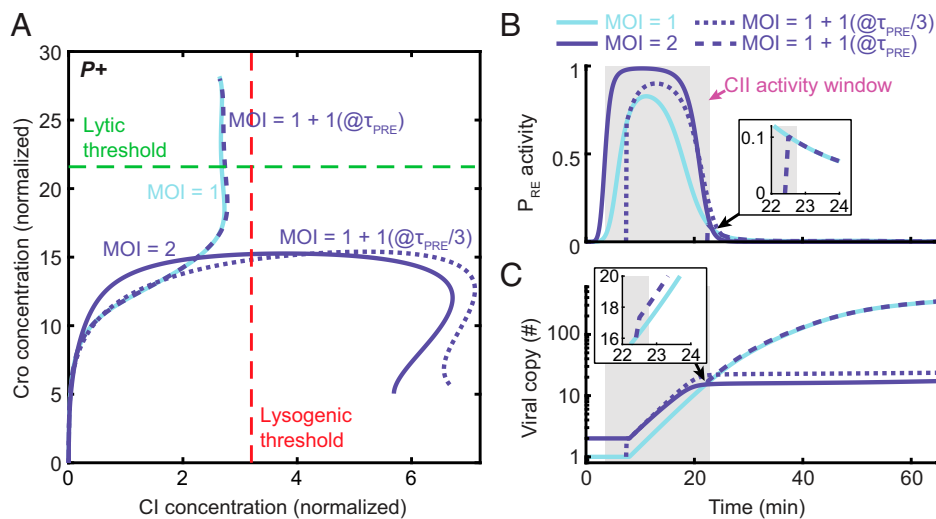 A
P+
30
25
20
15
10
5
0
Cro concentration (normalized)
Lytic
threshold
MOI = 1 + 1(@τPRE)
MOI = 1
MOI = 2
MOI = 1 + 1(@τPRE/3)
Lysogenic
threshold
0 2 4 6
CI concentration (normalized)
B
MOI = 1
MOI = 1 + 1(@τPRE/3)
MOI = 2
MOI = 1 + 1(@τPRE)
1
0.5
0
PRE activity
CII activity window
0.1
0
22 23 24
C
100
10
1
Viral copy (#)
20
18
16
22 23 24
0 20 40 60
Time (min)